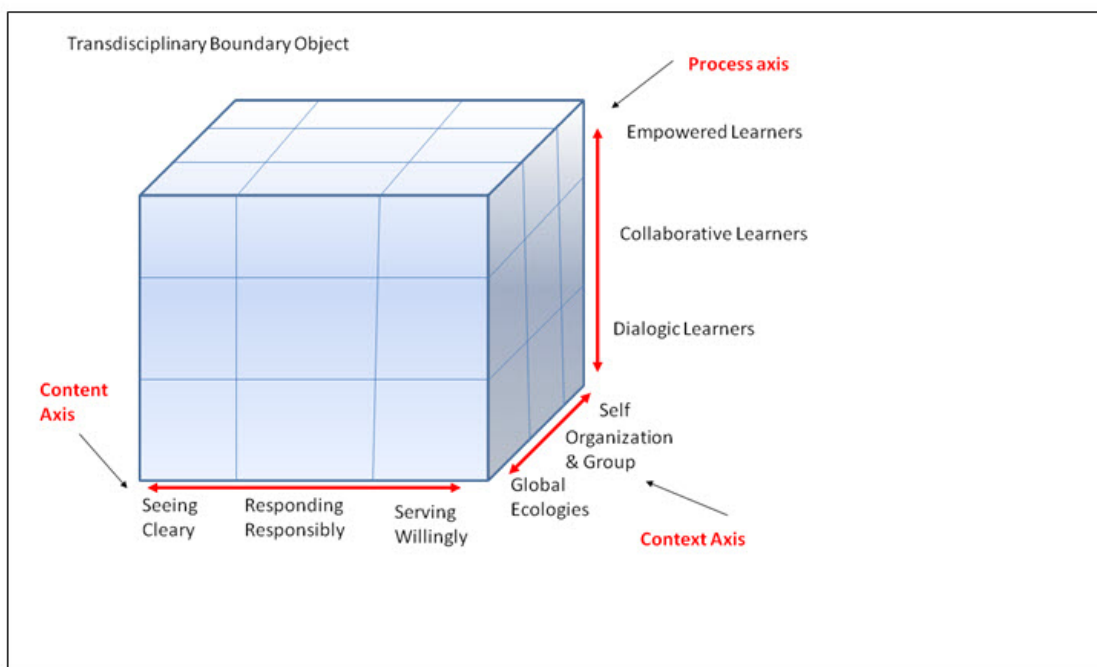 Transdisciplinary Boundary Object
Process axis
Empowered Learners
Collaborative Learners
Dialogic Learners
Content
Axis
Self
Organization
& Group
Global
Ecologies
Seeing
Cleary
Responding
Responsibly
Serving
Willingly
Context Axis